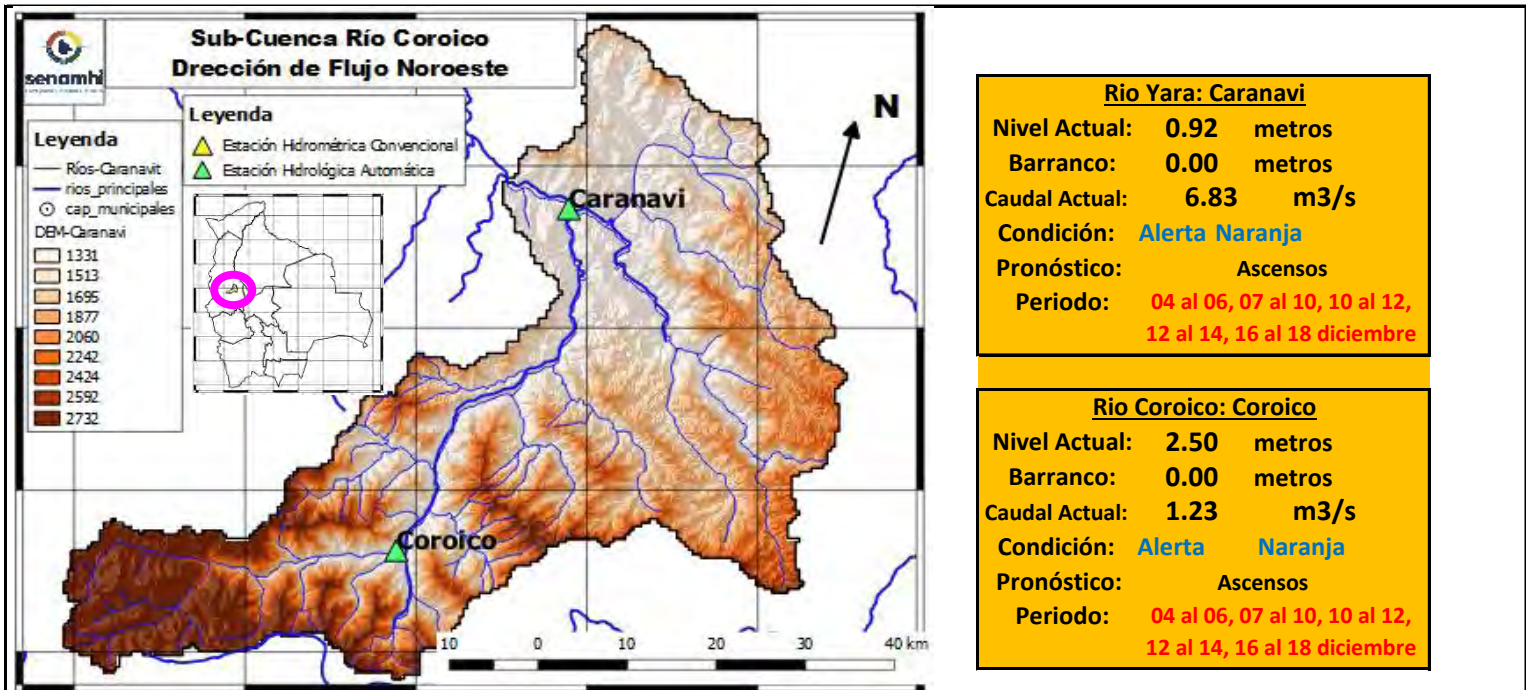 senamhi
Sub-Cuenca Río Coroico
Drección de Flujo Noroeste
Leyenda
Ríos-Caranavit
rios_principales
cap_municipales
DEM-Caranavi
1331
1513
1695
1877
2060
2242
2424
2592
2732
Leyenda
Estación Hidrométrica Convencional
Estación Hidrológica Automática
N
Caranavi
Coroico
10 0 10 20 30 40 km
Rio Yara: Caranavi
Nivel Actual: 0.92 metros
Barranco: 0.00 metros
Caudal Actual: 6.83 m3/s
Condición: Alerta Naranja
Pronóstico: Ascensos
Periodo: 04 al 06, 07 al 10, 10 al 12,
12 al 14, 16 al 18 diciembre
Rio Coroico: Coroico
Nivel Actual: 2.50 metros
Barranco: 0.00 metros
Caudal Actual: 1.23 m3/s
Condición: Alerta Naranja
Pronóstico: Ascensos
Periodo: 04 al 06, 07 al 10, 10 al 12,
12 al 14, 16 al 18 diciembre